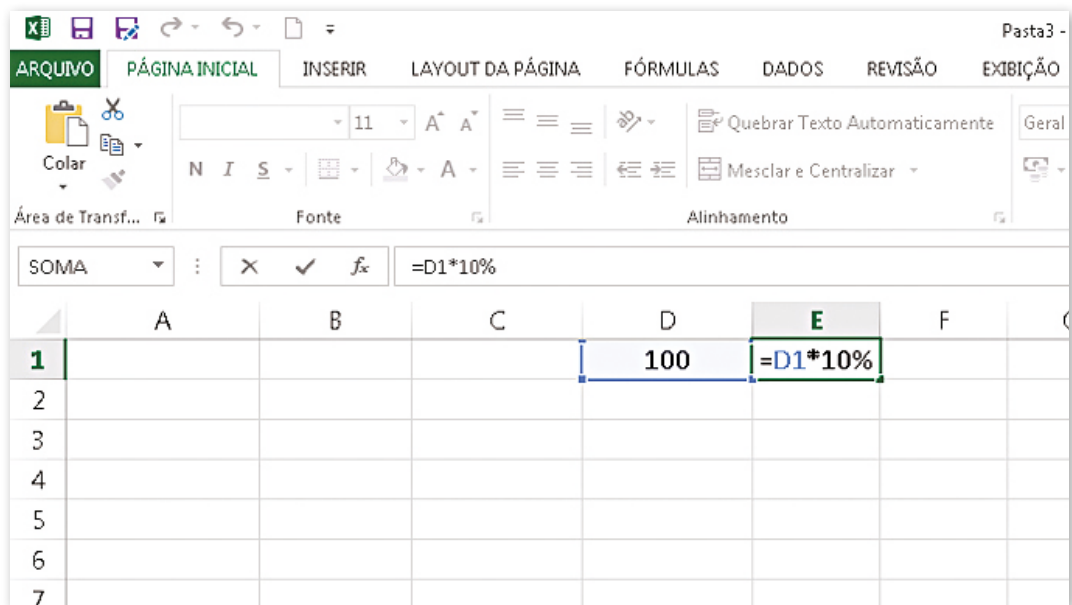 Pasta3 -
ARQUIVO PÁGINA INICIAL INSERIR LAYOUT DA PÁGINA FÓRMULAS DADOS REVISÃO EXIBIÇÃO
11 A A Quebrar Texto Automaticamente Geral
Colar
N I S A Mesclar e Centralizar
Área de Transf... Fonte Alinhamento
SOMA fx =D1*10%
A B C D E F
1 100 =D1*10%
2
3
4
5
6
7